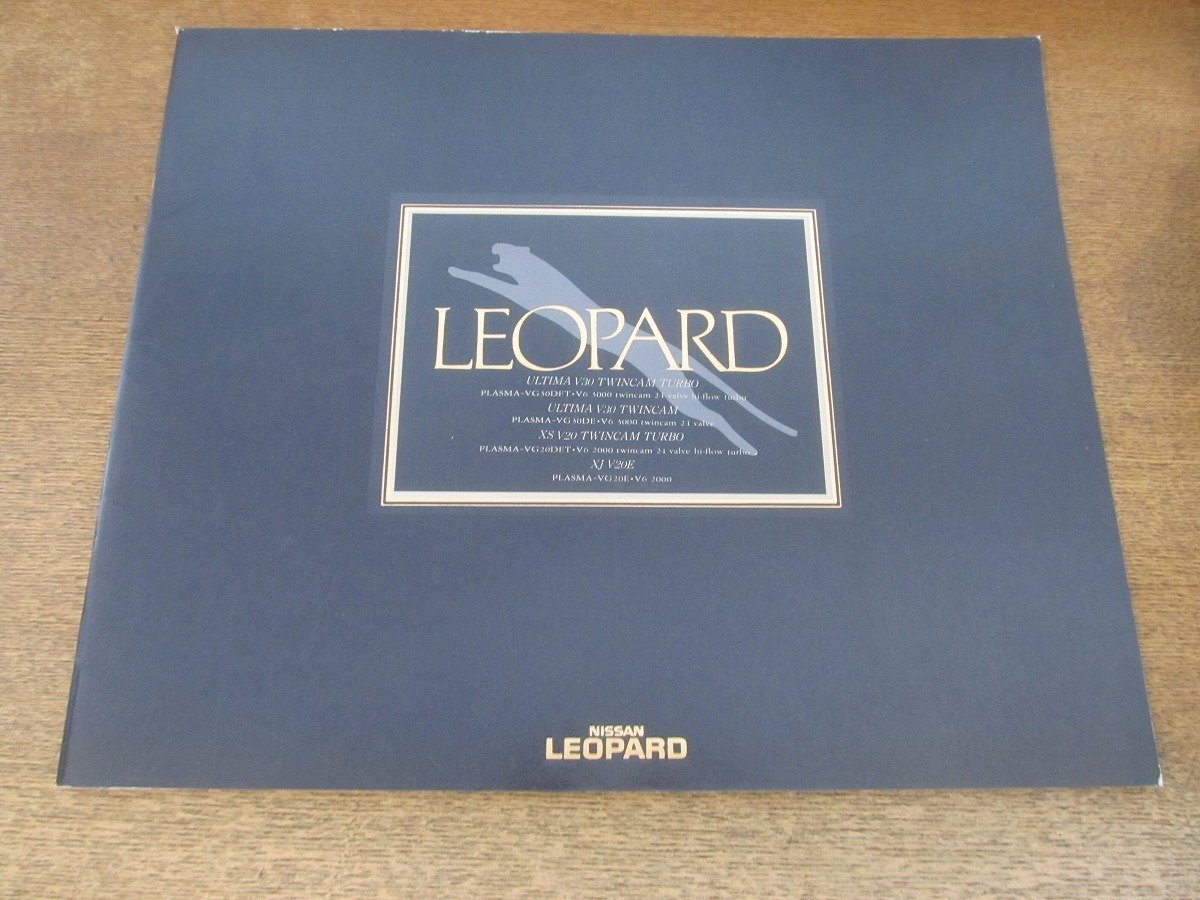 LEOPARD
ULTIMA V30 TWINCAM TURBO
PLASMA-VG30DET•V6 3000 twincam 24 valve hi-flow turbo
ULTIMA V30 TWINCAM
PLASMA-VG30DE•V6 3000 twincam 24 valve
XS V20 TWINCAM TURBO
PLASMA-VG20DET•V6 2000 twincam 24 valve hi-flow turbo
XJ V20E
PLASMA-VG20E•V6 2000
NISSAN
LEOPARD